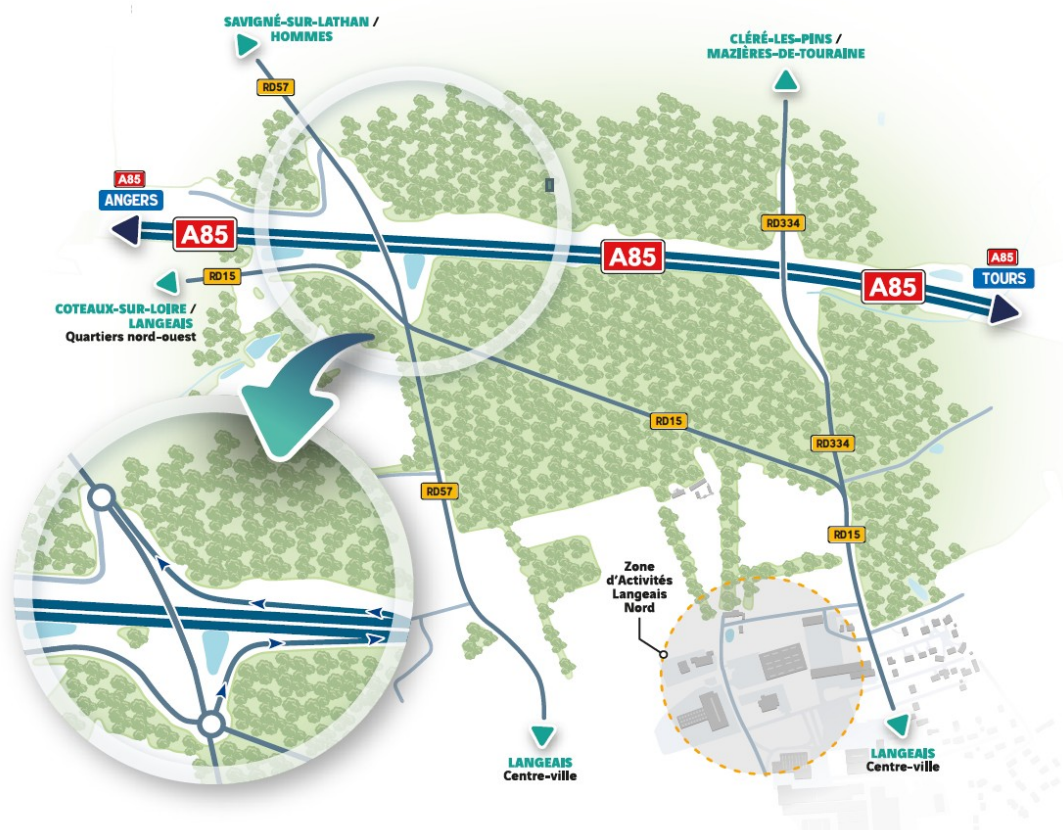 SAVIGNÉ-SUR-LATHAN /
HOMMES
CLÉRÉ-LES-PINS /
MAZIÈRES-DE-TOURAINE
RD57
A85
ANGERS
A85
RD334
A85
A85
TOURS
A85
RD15
COTEAUX-SUR-LOIRE /
LANGEAIS
Quartiers nord-ouest
RD15
RD334
RD57
RD15
Zone
d'Activités
Langeais
Nord
LANGEAIS
Centre-ville
LANGEAIS
Centre-ville